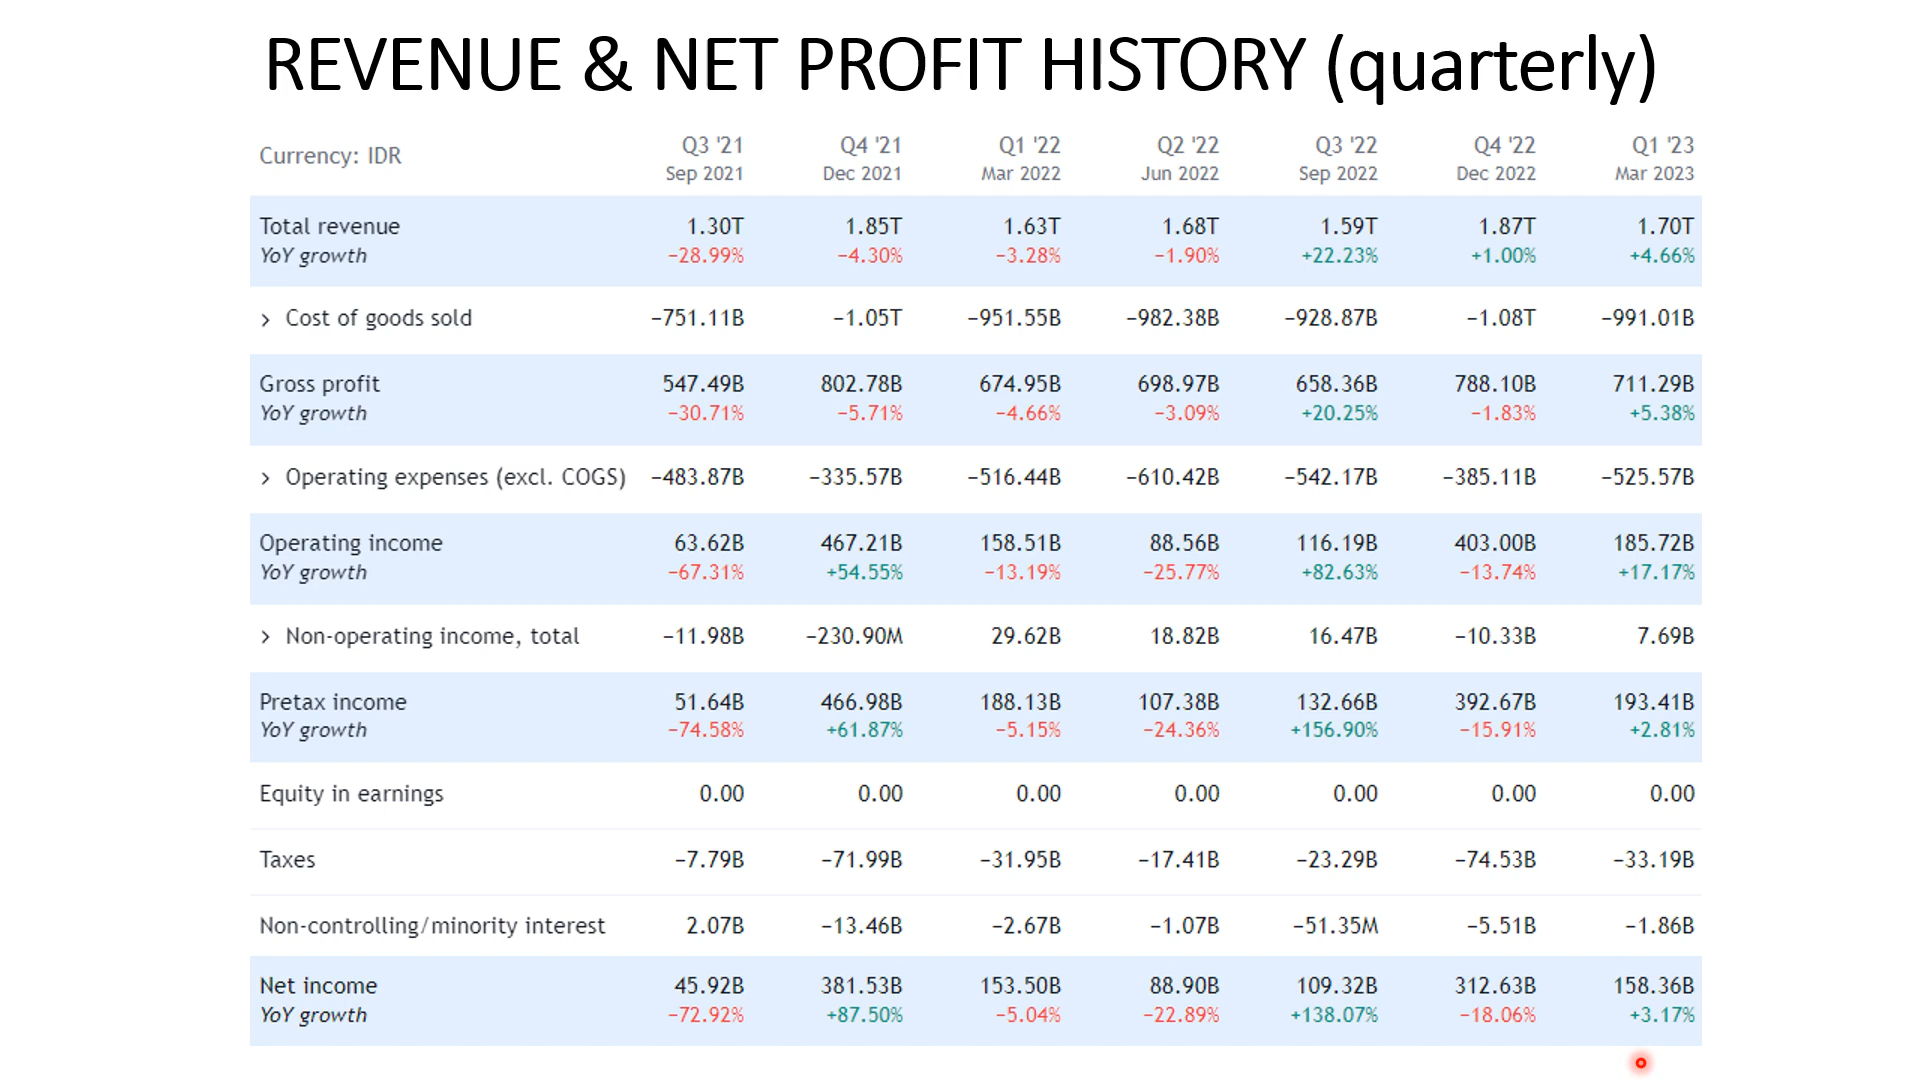 REVENUE & NET PROFIT HISTORY (quarterly)
Currency: IDR Q3 '21 Q4 '21 Q1 '22 Q2 '22 Q3 '22 Q4 '22 Q1 '23
Sep 2021 Dec 2021 Mar 2022 Jun 2022 Sep 2022 Dec 2022 Mar 2023
Total revenue 1.30T 1.85T 1.63T 1.68T 1.59T 1.87T 1.70T
YoY growth −28.99% −4.30% −3.28% −1.90% +22.23% +1.00% +4.66%
Cost of goods sold −751.11B −1.05T −951.55B −982.38B −928.87B −1.08T −991.01B
Gross profit 547.49B 802.78B 674.95B 698.97B 658.36B 788.10B 711.29B
YoY growth −30.71% −5.71% −4.66% −3.09% +20.25% −1.83% +5.38%
Operating expenses (excl. COGS) −483.87B −335.57B −516.44B −610.42B −542.17B −385.11B −525.57B
Operating income 63.62B 467.21B 158.51B 88.56B 116.19B 403.00B 185.72B
YoY growth −67.31% +54.55% −13.19% −25.77% +82.63% −13.74% +17.17%
Non-operating income, total −11.98B −230.90M 29.62B 18.82B 16.47B −10.33B 7.69B
Pretax income 51.64B 466.98B 188.13B 107.38B 132.66B 392.67B 193.41B
YoY growth −74.58% +61.87% −5.15% −24.36% +156.90% −15.91% +2.81%
Equity in earnings 0.00 0.00 0.00 0.00 0.00 0.00 0.00
Taxes −7.79B −71.99B −31.95B −17.41B −23.29B −74.53B −33.19B
Non-controlling/minority interest 2.07B −13.46B −2.67B −1.07B −51.35M −5.51B −1.86B
Net income 45.92B 381.53B 153.50B 88.90B 109.32B 312.63B 158.36B
YoY growth −72.92% +87.50% −5.04% −22.89% +138.07% −18.06% +3.17%